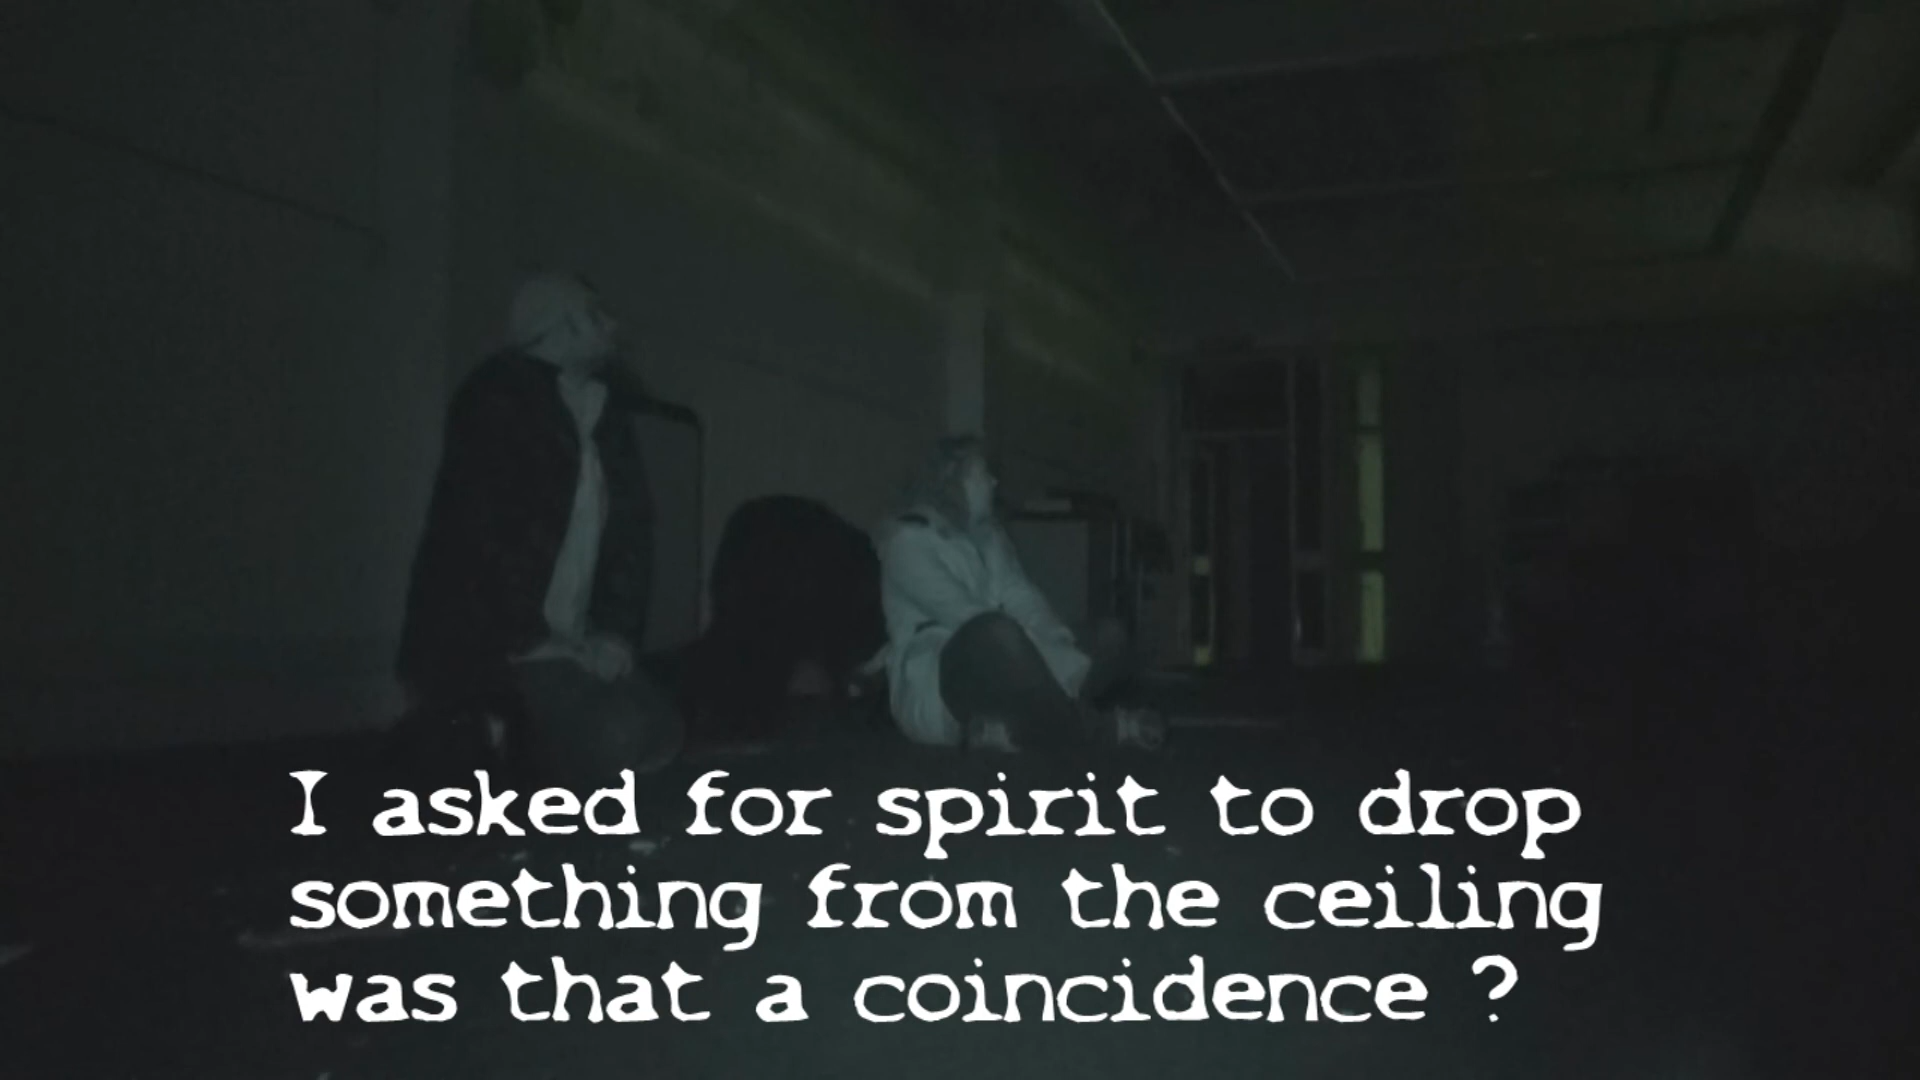 I asked for spirit to drop
something from the ceiling
was that a coincidence ?